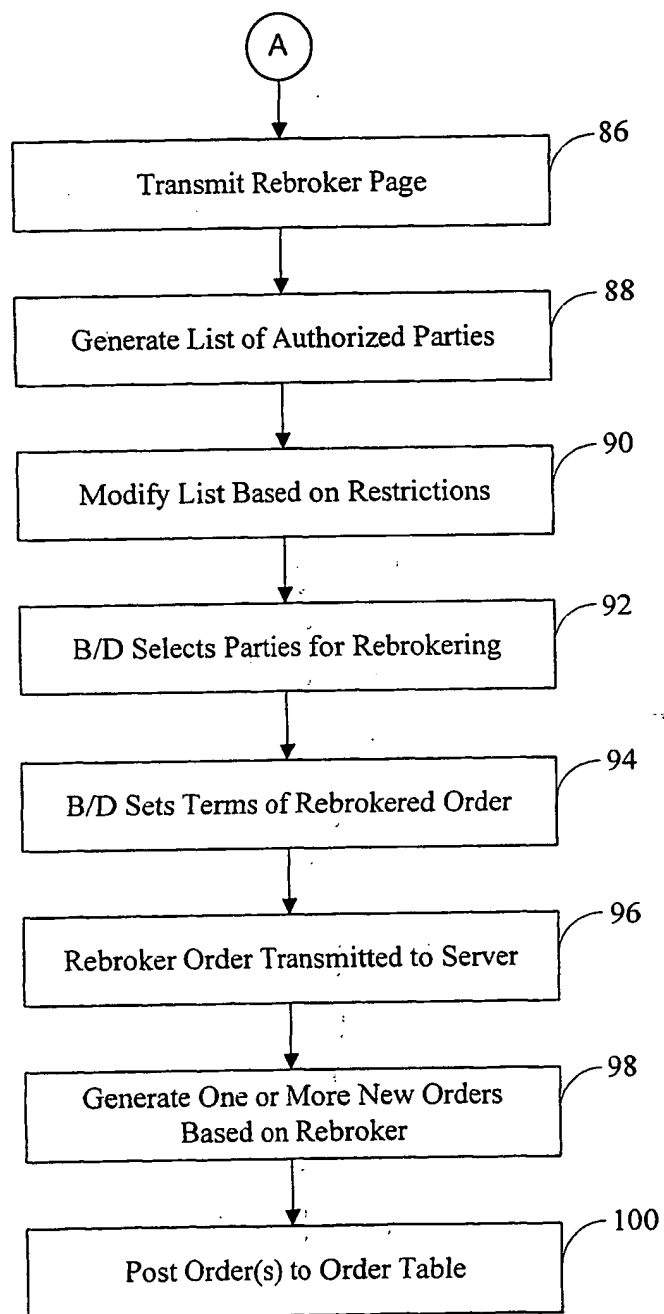 A
86
Transmit Rebroker Page
88
Generate List of Authorized Parties
90
Modify List Based on Restrictions
92
B/D Selects Parties for Rebrokering
94
B/D Sets Terms of Rebrokered Order
96
Rebroker Order Transmitted to Server
98
Generate One or More New Orders
Based on Rebroker
100
Post Order(s) to Order Table